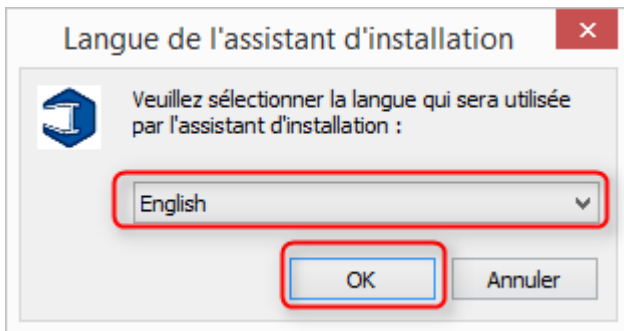 Langue de l'assistant d'installation
Veuillez sélectionner la langue qui sera utilisée
par l'assistant d'installation :
English
OK
Annuler